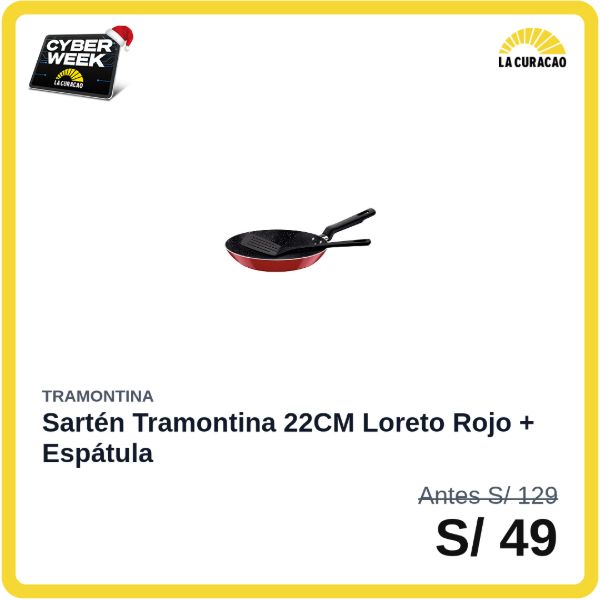 CYBER
WEEK
LA CURACAO
LA CURACAO
TRAMONTINA
Sartén Tramontina 22CM Loreto Rojo +
Espátula
Antes S/ 129
S/ 49